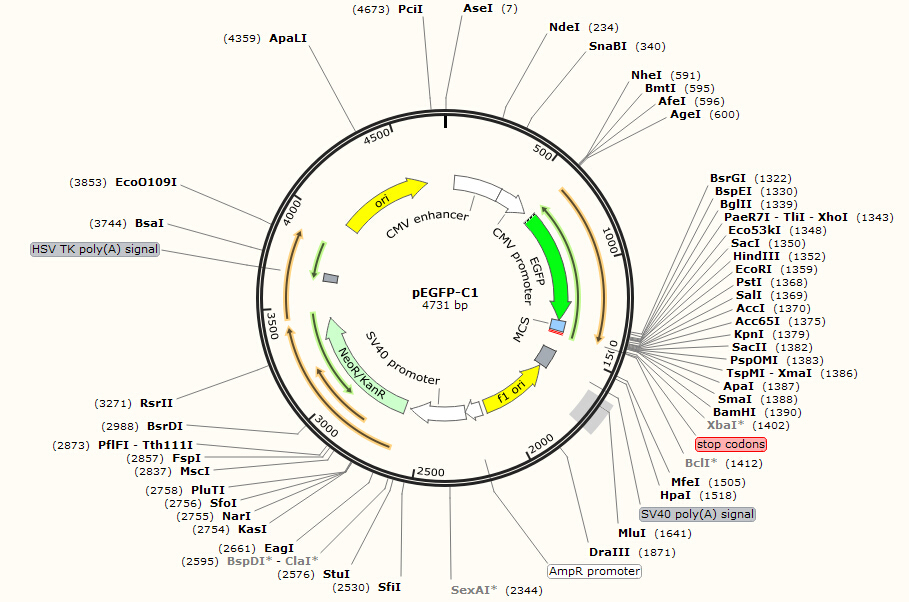 (4673) PciI
AseI (7)
(4359) ApaLI
NdeI (234)
SnaBI (340)
NheI (591)
BmtI (595)
AfeI (596)
AgeI (600)
(3853) EcoO109I
(3744) BsaI
HSV TK poly(A) signal
BsrGI (1322)
BspEI (1330)
BglII (1339)
PaeR7I - TliI - XhoI (1343)
Eco53kI (1348)
SacI (1350)
HindIII (1352)
EcoRI (1359)
PstI (1368)
SalI (1369)
AccI (1370)
Acc65I (1375)
KpnI (1379)
SacII (1382)
PspOMI (1383)
TspMI - XmaI (1386)
ApaI (1387)
SmaI (1388)
BamHI (1390)
XbaI* (1402)
stop codons
BclI* (1412)
MfeI (1505)
HpaI (1518)
SV40 poly(A) signal
MluI (1641)
DraIII (1871)
AmpR promoter
SexAI* (2344)
(3271) RsrII
(2988) BsrDI
(2873) PflFI - Tth111I
(2857) FspI
(2837) MscI
(2758) PluTI
(2756) SfoI
(2755) NarI
(2754) KasI
(2661) EagI
(2595) BspDI* - ClaI*
(2576) StuI
(2530) SfiI
500
1000
1500
2000
2500
3000
3500
4000
4500
ori
CMV enhancer
CMV promoter
EGFP
MCS
f1 ori
SV40 promoter
NeoR/KanR
pEGFP-C1
4731 bp